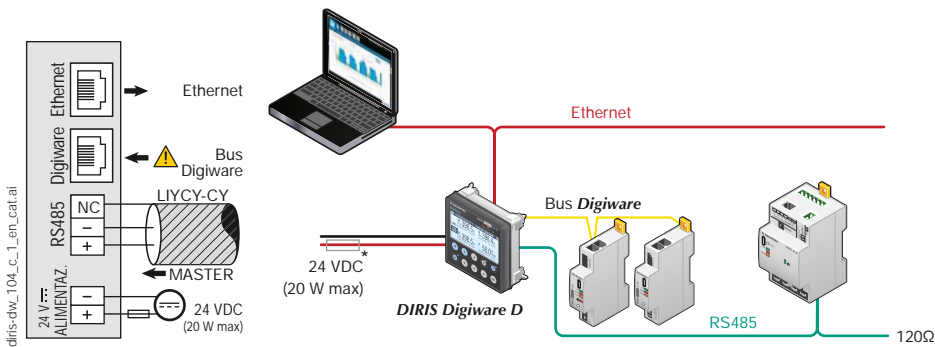 diris-dw_104_c_1_en_cat.ai
Ethernet
Ethernet
Digiware
Bus
Digiware
RS485
NC
–
+
LIYCY-CY
MASTER
24 V
ALIMENTAZ.
–
+
24 VDC
(20 W max)
Ethernet
Bus Digiware
*
24 VDC
(20 W max)
DIRIS Digiware D
RS485
120Ω